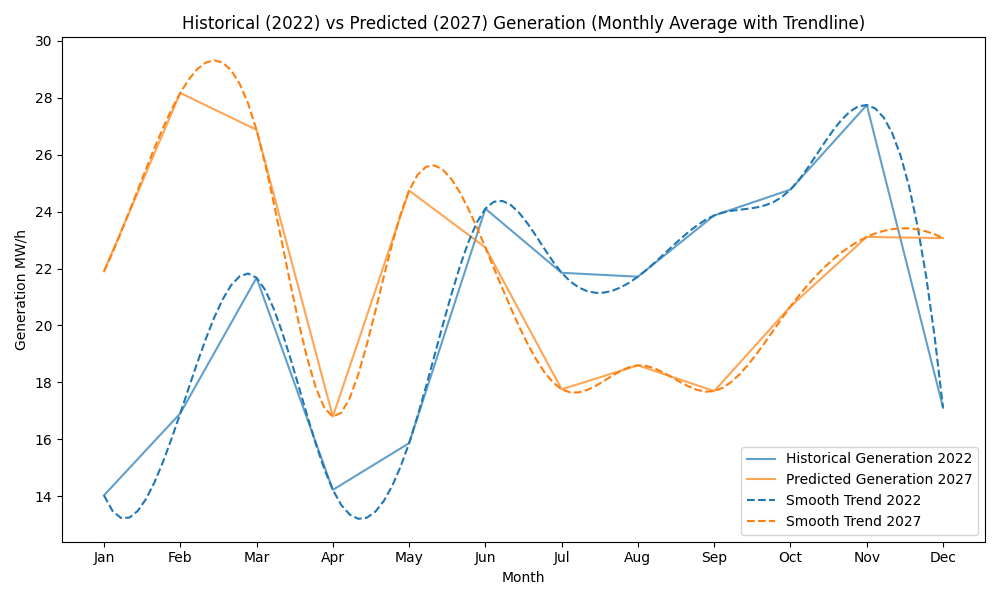 Historical (2022) vs Predicted (2027) Generation (Monthly Average with Trendline)
30
28
26
24
22
20
18
16
14
Generation MW/h
Jan Feb Mar Apr May Jun Jul Aug Sep Oct Nov Dec
Month
Historical Generation 2022
Predicted Generation 2027
Smooth Trend 2022
Smooth Trend 2027